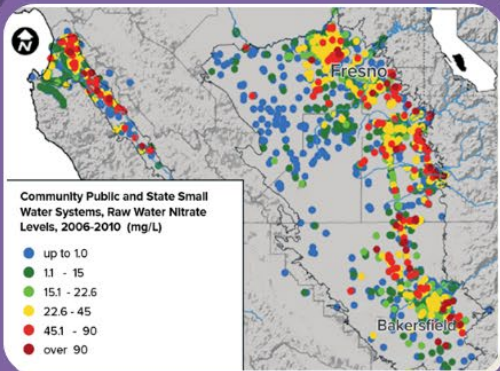 N
Fresno
Community Public and State Small
Water Systems, Raw Water Nitrate
Levels, 2006-2010 (mg/L)
up to 1.0
1.1 - 15
15.1 - 22.6
22.6 - 45
45.1 - 90
over 90
Bakersfield